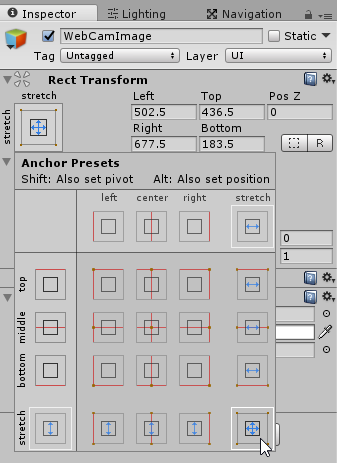 Inspector
Lighting
Navigation
WebCamImage
Static
Tag
Untagged
Layer
UI
Rect Transform
stretch
stretch
Left
Top
Pos Z
502.5
436.5
0
Right
Bottom
677.5
183.5
R
Anchor Presets
Shift: Also set pivot
Alt: Also set position
left
center
right
stretch
0
1
top
middle
bottom
stretch